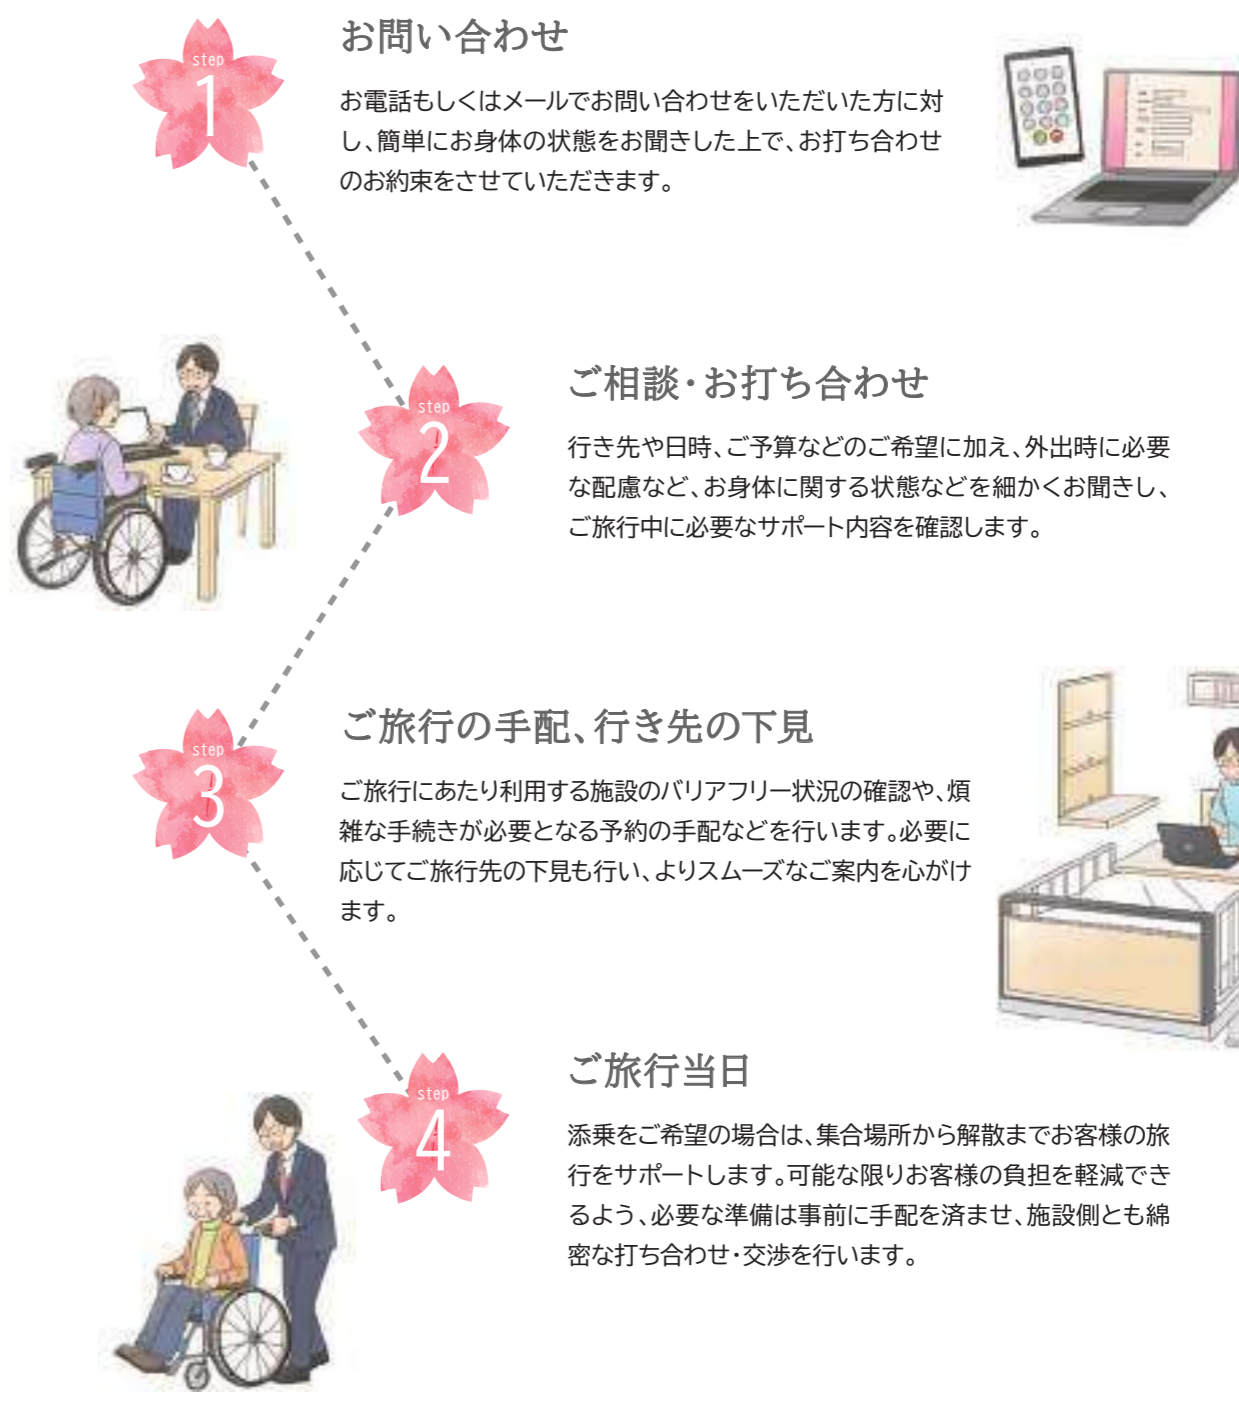 step
1
お問い合わせ
お電話もしくはメールでお問い合わせをいただいた方に対
し、簡単にお身体の状態をお聞きした上で、お打ち合わせ
のお約束をさせていただきます。
step
2
ご相談・お打ち合わせ
行き先や日時、ご予算などのご希望に加え、外出時に必要
な配慮など、お身体に関する状態などを細かくお聞きし、
ご旅行中に必要なサポート内容を確認します。
step
3
ご旅行の手配、行き先の下見
ご旅行にあたり利用する施設のバリアフリー状況の確認や、煩
雑な手続きが必要となる予約の手配などを行います。必要に
応じてご旅行先の下見も行い、よりスムーズなご案内を心がけ
ます。
step
4
ご旅行当日
添乗をご希望の場合は、集合場所から解散までお客様の旅
行をサポートします。可能な限りお客様の負担を軽減でき
るよう、必要な準備は事前に手配を済ませ、施設側とも綿
密な打ち合わせ・交渉を行います。